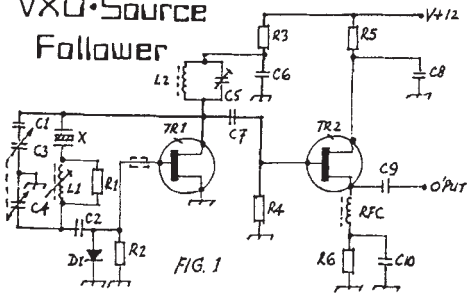 VXO•Source
Follower
V+12
R3
R5
L2
C5
C6
C8
C1
C3
X
C7
TR1
TR2
C9
O'PUT
L1
R1
C4
R4
RFC
C2
R2
D1
FIG. 1
R6
C10